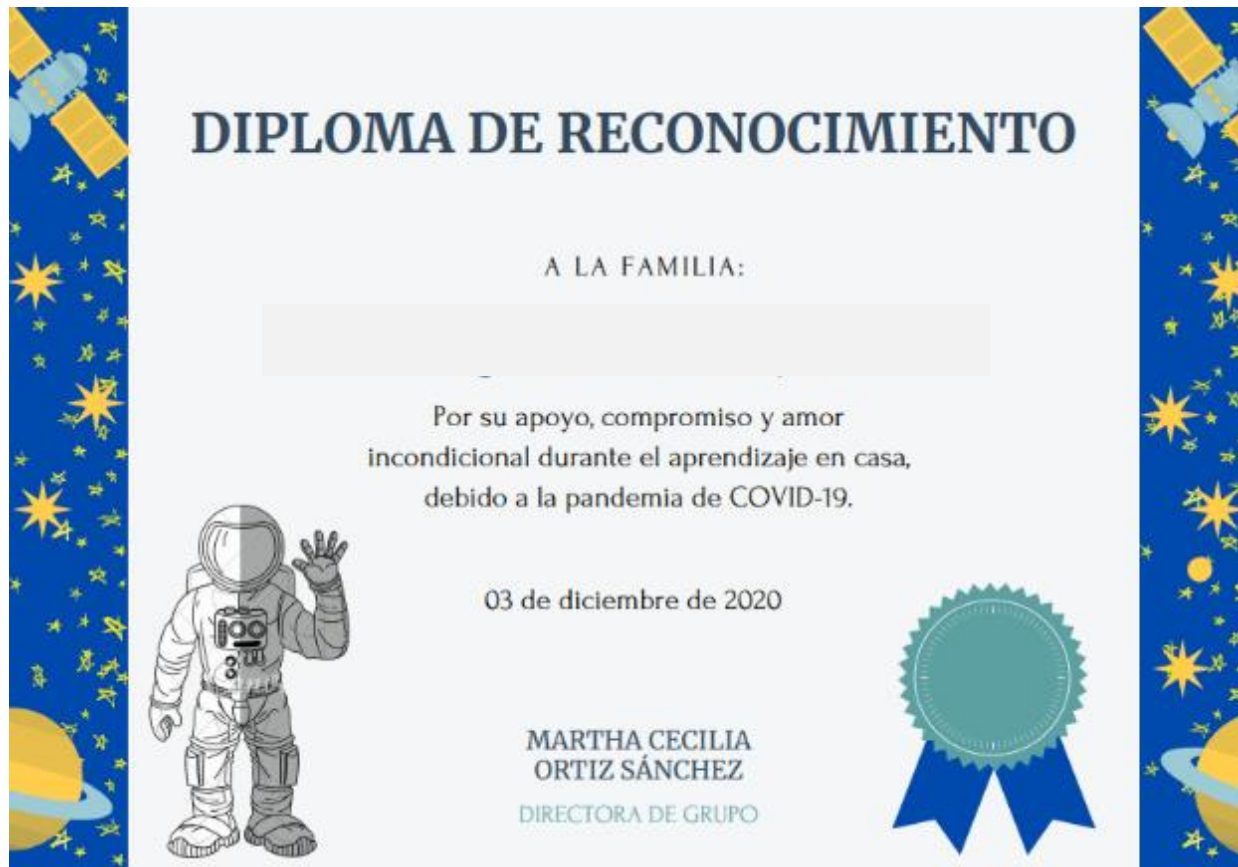 DIPLOMA DE RECONOCIMIENTO
A LA FAMILIA:
Por su apoyo, compromiso y amor
incondicional durante el aprendizaje en casa,
debido a la pandemia de COVID-19.
03 de diciembre de 2020
MARTHA CECILIA
ORTIZ SÁNCHEZ
DIRECTORA DE GRUPO